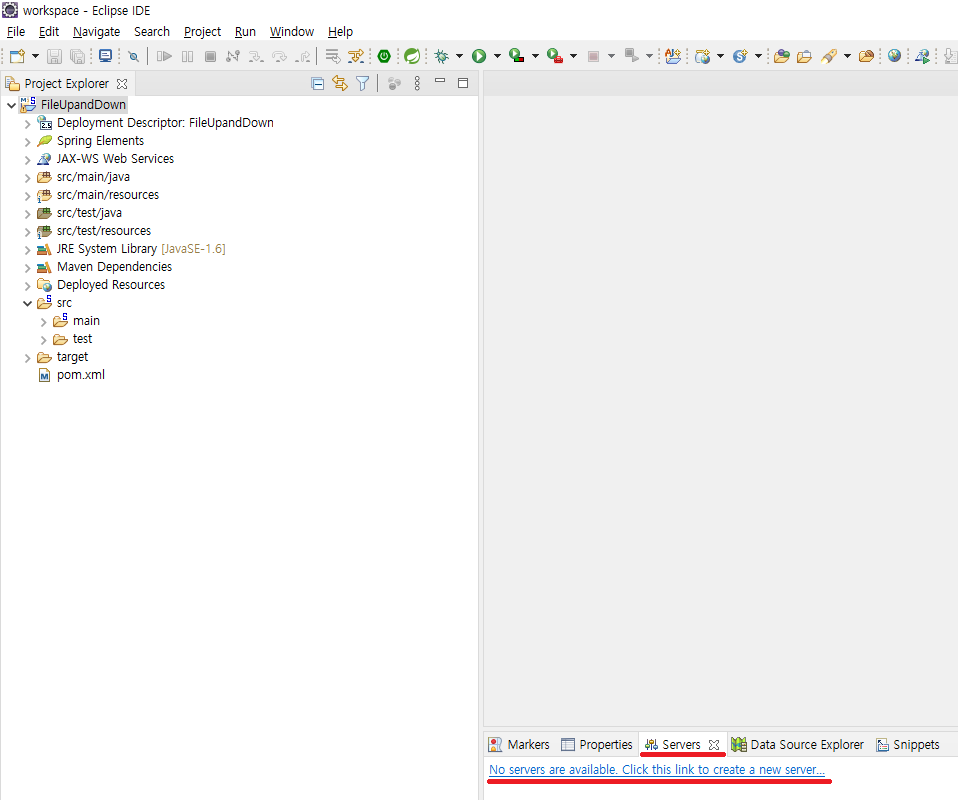 workspace - Eclipse IDE
File Edit Navigate Search Project Run Window Help
Project Explorer
FileUpandDown
Deployment Descriptor: FileUpandDown
Spring Elements
JAX-WS Web Services
src/main/java
src/main/resources
src/test/java
src/test/resources
JRE System Library [JavaSE-1.6]
Maven Dependencies
Deployed Resources
src
main
test
target
pom.xml
Markers Properties Servers Data Source Explorer Snippets
No servers are available. Click this link to create a new server...